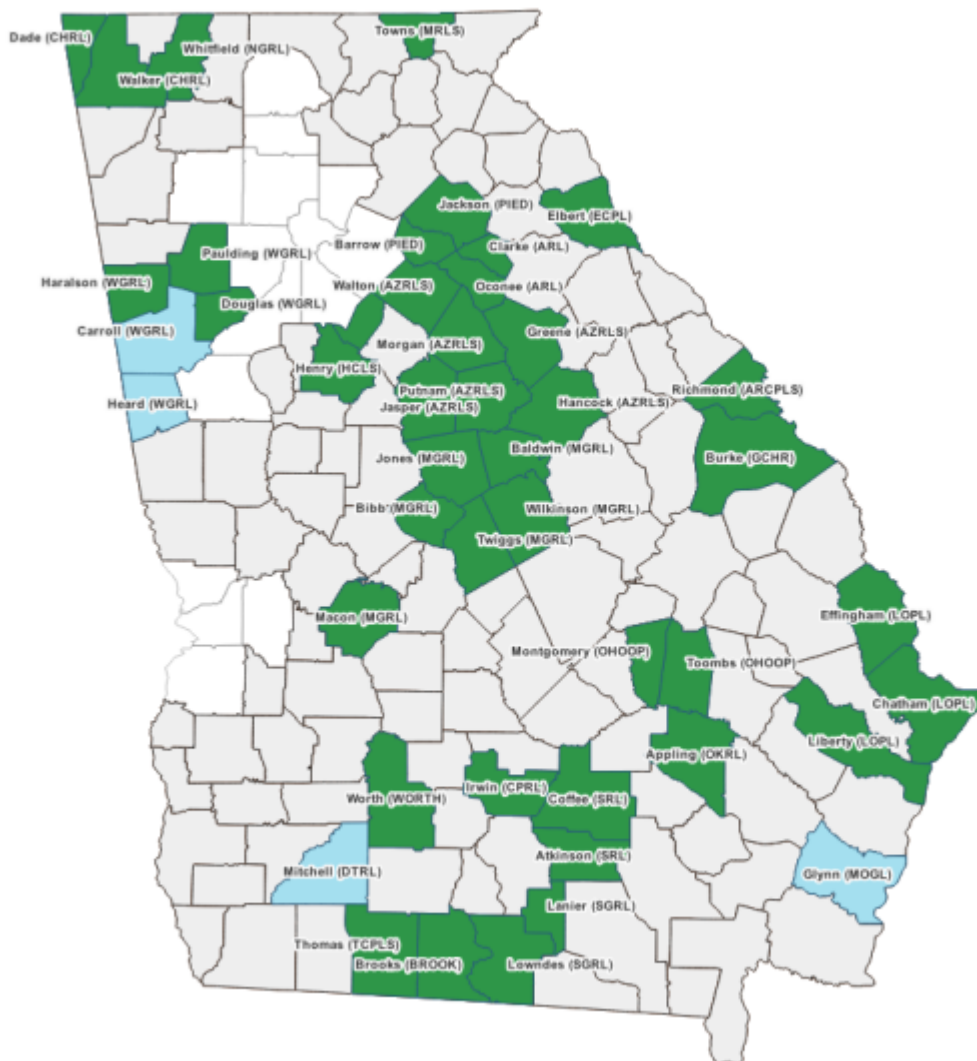 Dade (CHRL)
Towns (MRLS)
Whitfield (NGRL)
Walker (CHRL)
Jackson (PIED)
Elbert (ECPL)
Barrow (PIED)
Clarke (ARL)
Paulding (WGRL)
Haralson (WGRL)
Walton (AZRLS)
Oconee (ARL)
Douglas (WGRL)
Carroll (WGRL)
Greene (AZRLS)
Morgan (AZRLS)
Henry (HCLS)
Putnam (AZRLS)
Richmond (ARCPLS)
Heard (WGRL)
Jasper (AZRLS)
Hancock (AZRLS)
Baldwin (MGRL)
Jones (MGRL)
Burke (GCHR)
Bibb (MGRL)
Wilkinson (MGRL)
Twiggs (MGRL)
Effingham (LOPL)
Macon (MGRL)
Montgomery (OHOOP)
Toombs (OHOOP)
Chatham (LOPL)
Liberty (LOPL)
Appling (OKRL)
Irwin (CPRL)
Worth (WORTH)
Coffee (SRL)
Atkinson (SRL)
Mitchell (DTRL)
Glynn (MOGL)
Lanier (SGRL)
Thomas (TCPLS)
Brooks (BROOK)
Lowndes (SGRL)